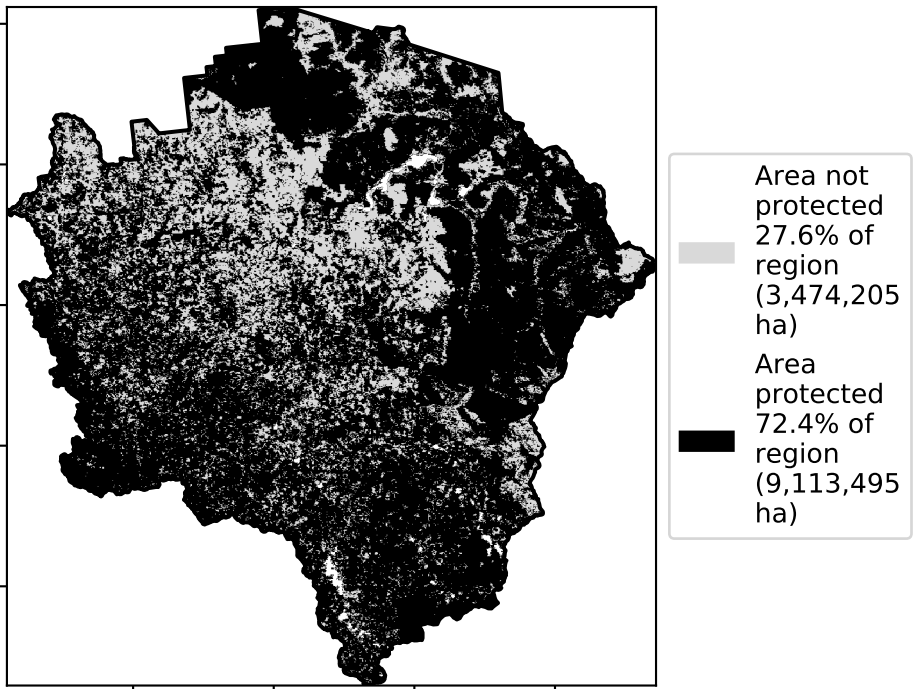 Area not
protected
27.6% of
region
(3,474,205
ha)
Area
protected
72.4% of
region
(9,113,495
ha)